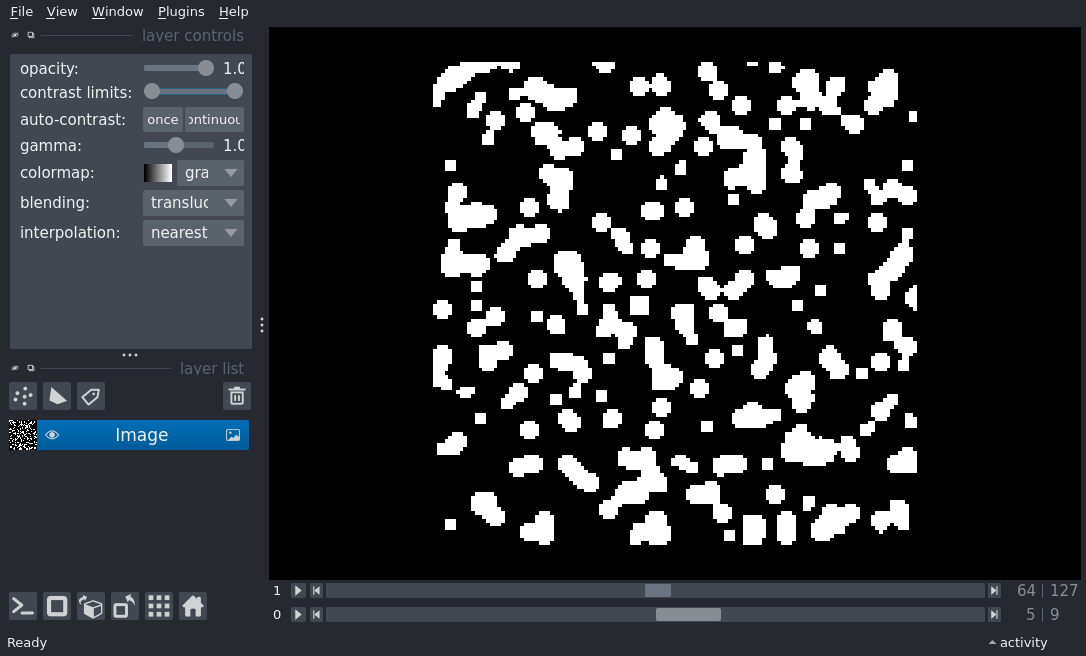 File View Window Plugins Help
layer controls
opacity: 1.0
contrast limits:
auto-contrast: once ontinuou
gamma: 1.0
colormap: gra
blending: transluc
interpolation: nearest
layer list
Image
1 64 | 127
0 5 | 9
Ready activity